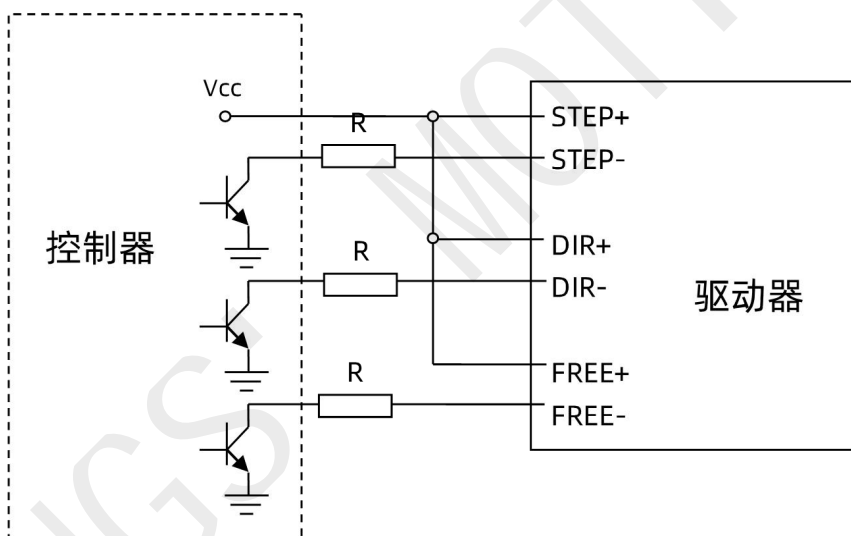 Vcc
R
STEP+
STEP-
控制器
R
DIR+
DIR-
驱动器
R
FREE+
FREE-